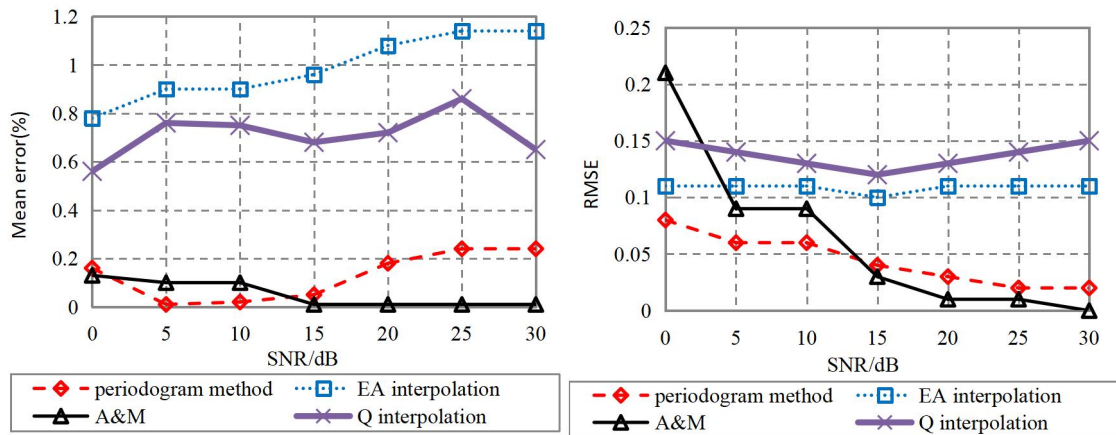 Mean error(%)
1.2
1
0.8
0.6
0.4
0.2
0
0 5 10 15 20 25 30
SNR/dB
periodogram method EA interpolation
A&M Q interpolation
RMSE
0.25
0.2
0.15
0.1
0.05
0
0 5 10 15 20 25 30
SNR/dB
periodogram method EA interpolation
A&M Q interpolation